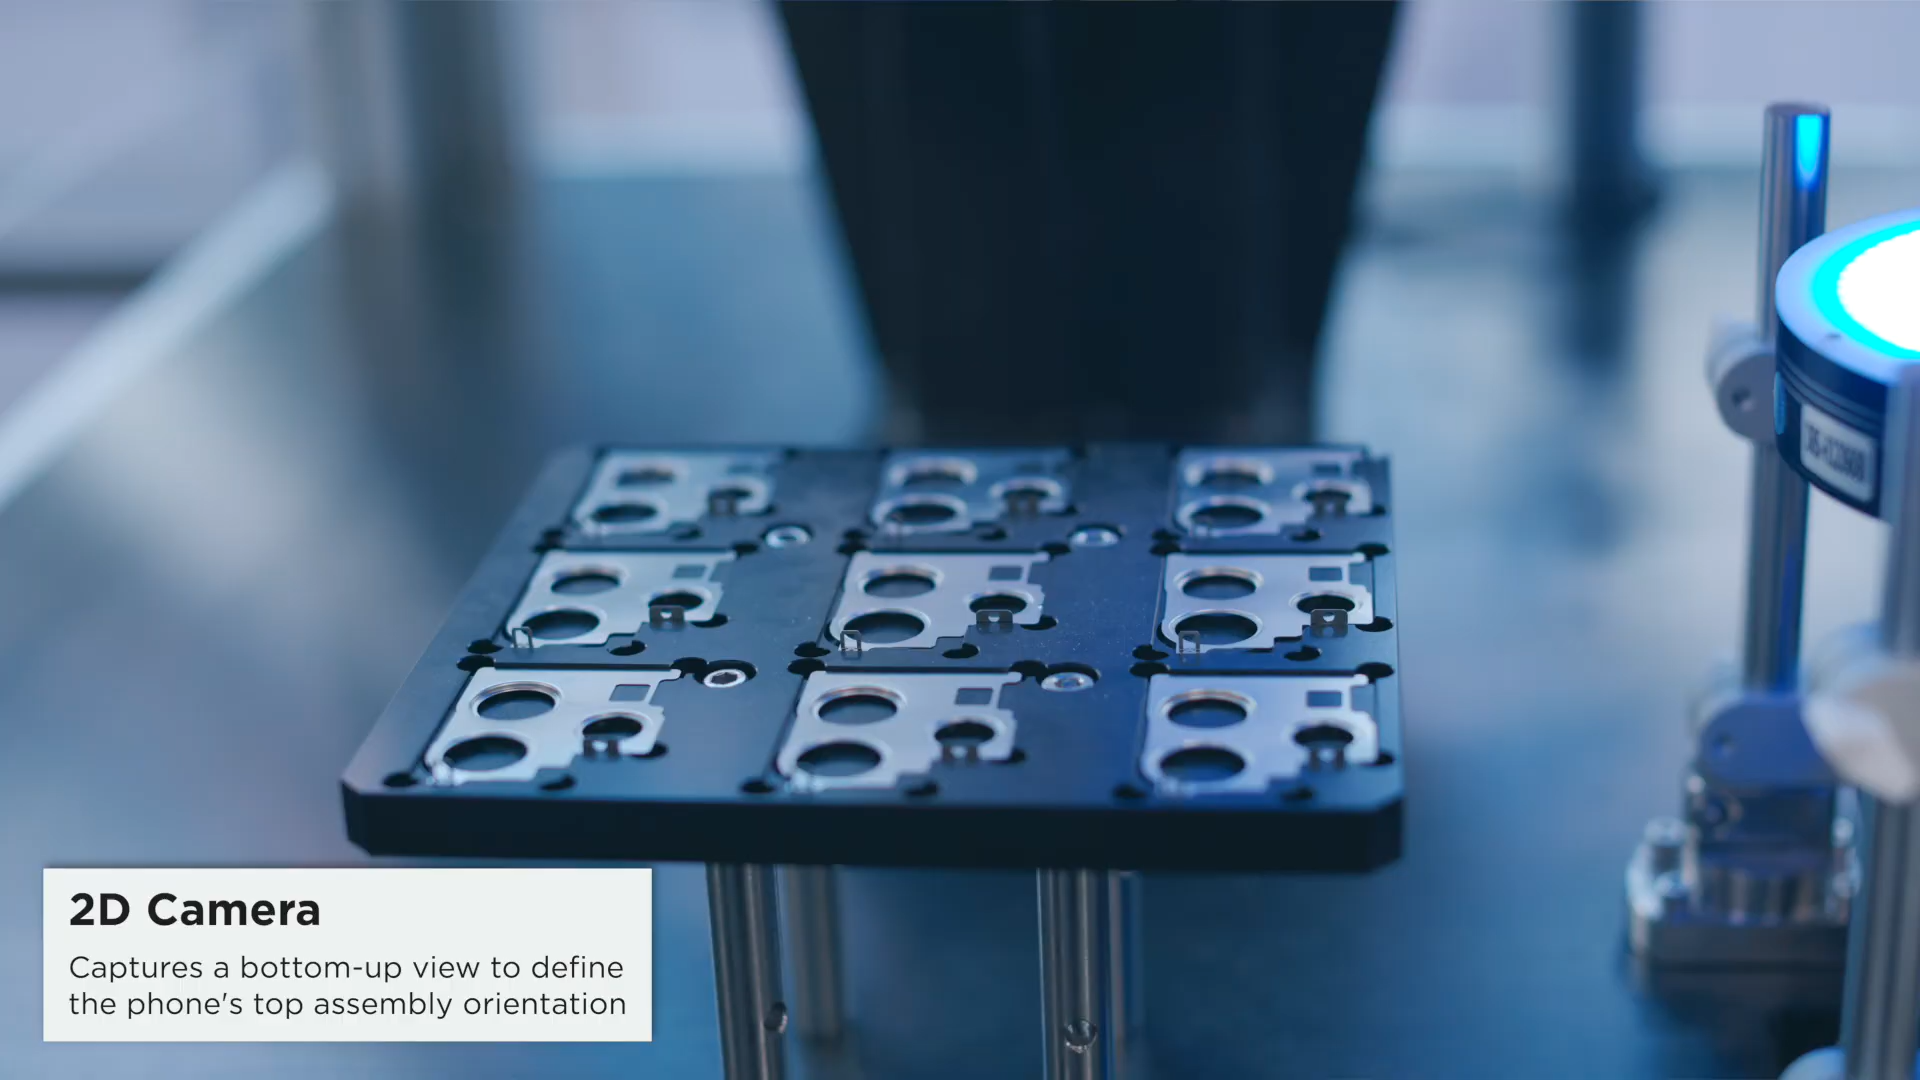 2D Camera
Captures a bottom-up view to define
the phone's top assembly orientation